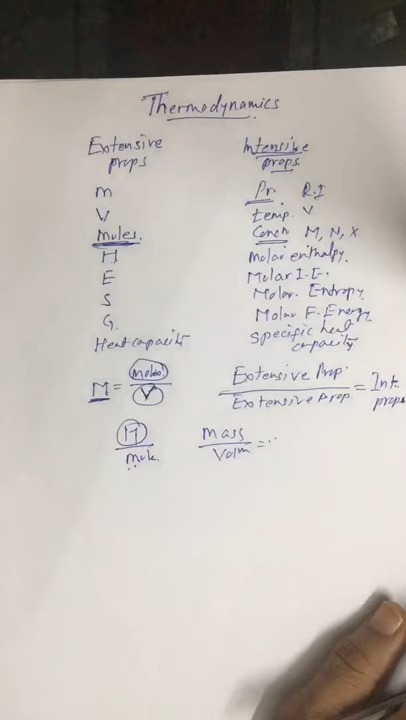 Thermodynamics
Extensive
props
m
V
Moles.
H
E
S
G
Heat capacity
Intensive
props
Pr. R.I
temp. V
Concn M, N, X
Molar enthalpy.
Molar I.E.
Molar. Entropy.
Molar F. Energy
Specific heat
capacity
M = moles / V
Extensive Prop. / Extensive Prop. = Int.
props
H / mole.
Mass / Volm = ..